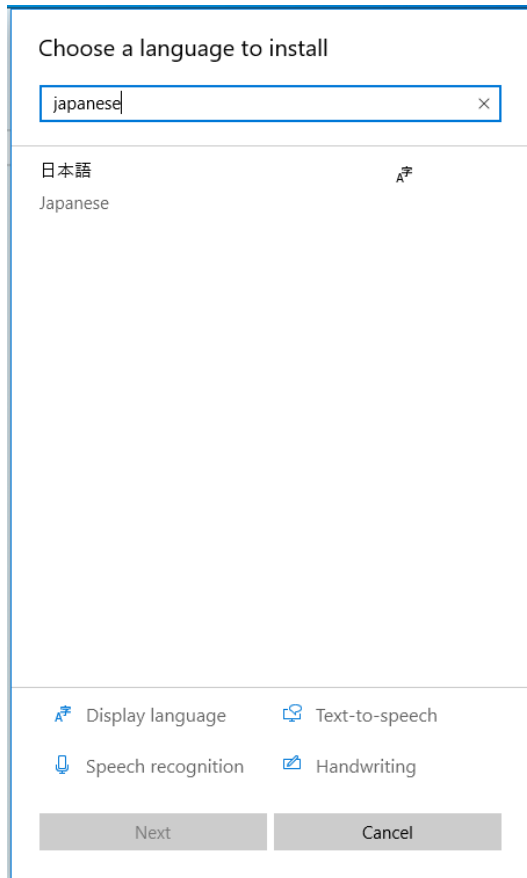 Choose a language to install
japanese
日本語
Japanese
Display language
Text-to-speech
Speech recognition
Handwriting
Next
Cancel